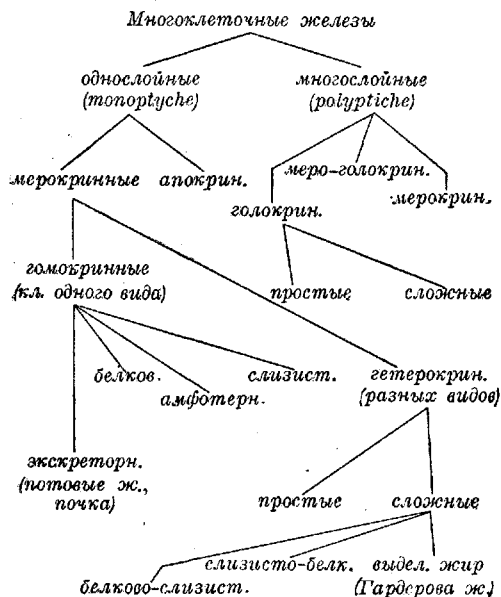 Многоклеточные железы
однослойные многослойные
(monoptyche) (polyptiche)
мерокринные апокрин. меро-голокрин.
мерокрин.
голокрин.
гомокринные
(кл. одного вида) простые сложные
белков. слизист. гетерокрин.
амфотерн. (разных видов)
экскреторн.
(потовые ж.,
почка) простые сложные
слизисто-белк. выдел. жир
белково-слизист. (Гардерова ж.)